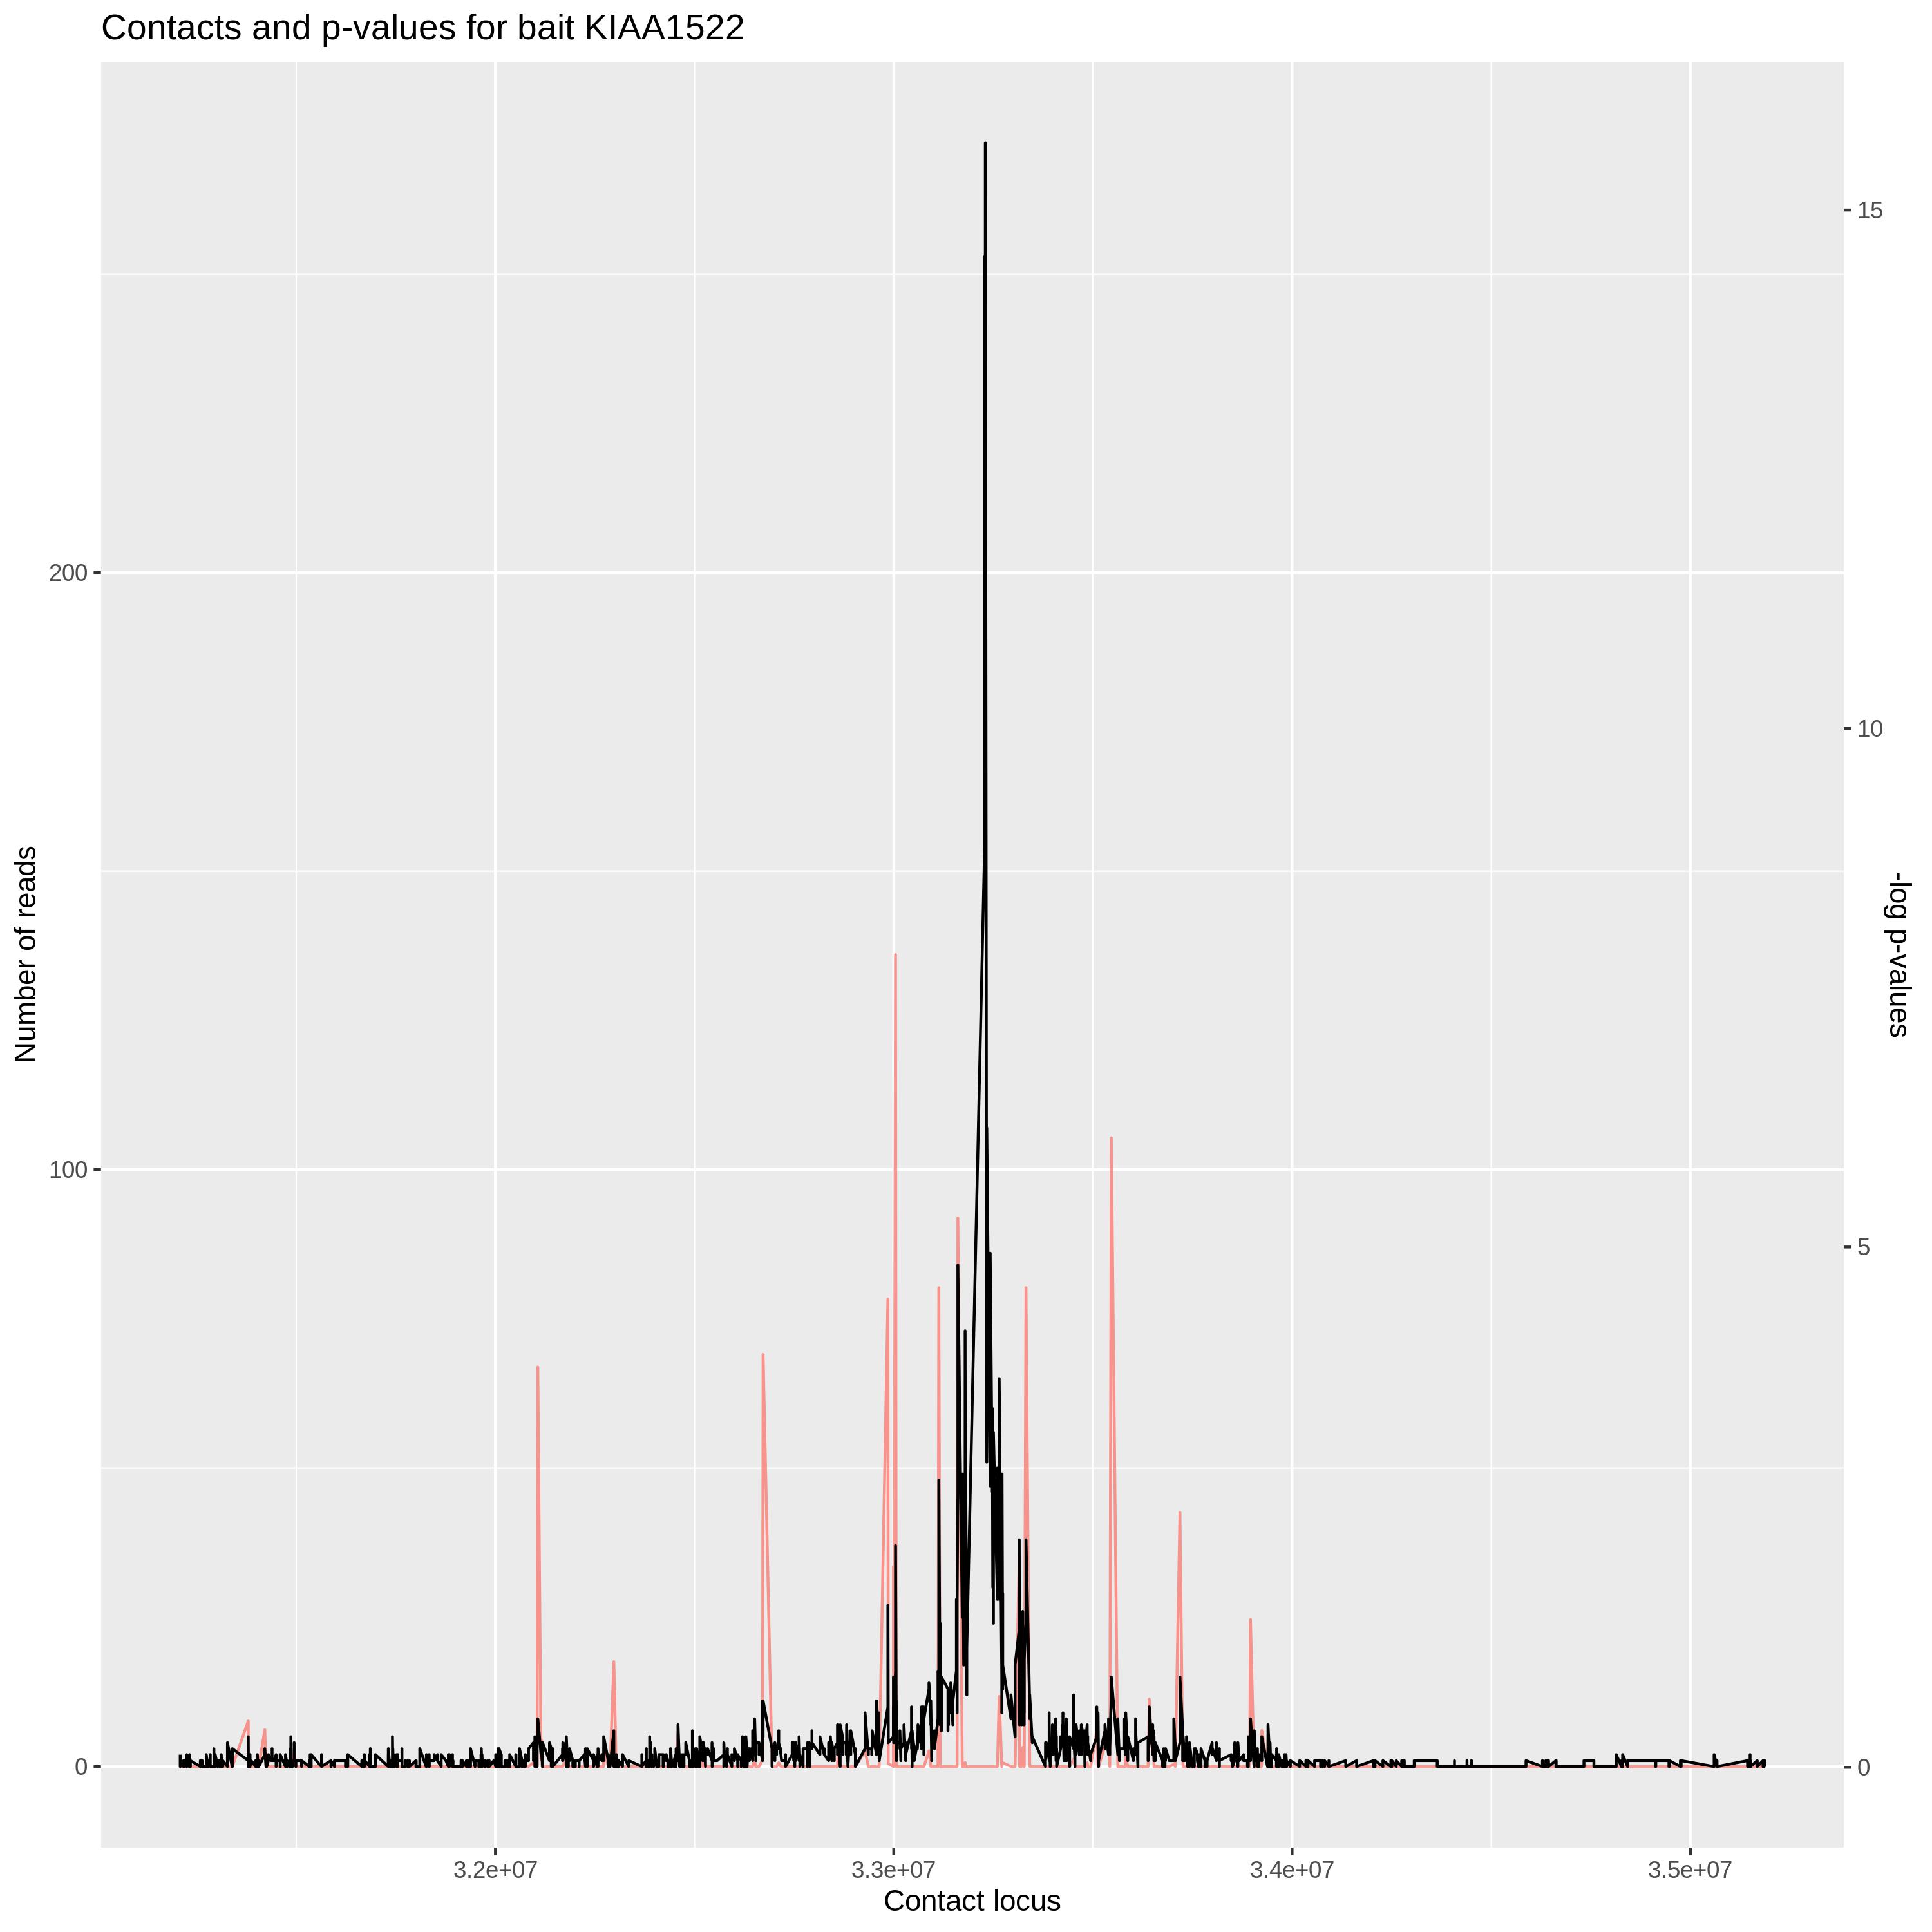 Contacts and p-values for bait KIAA1522
Number of reads
200
100
0
15
10
5
0
-log p-values
3.2e+07
3.3e+07
3.4e+07
3.5e+07
Contact locus